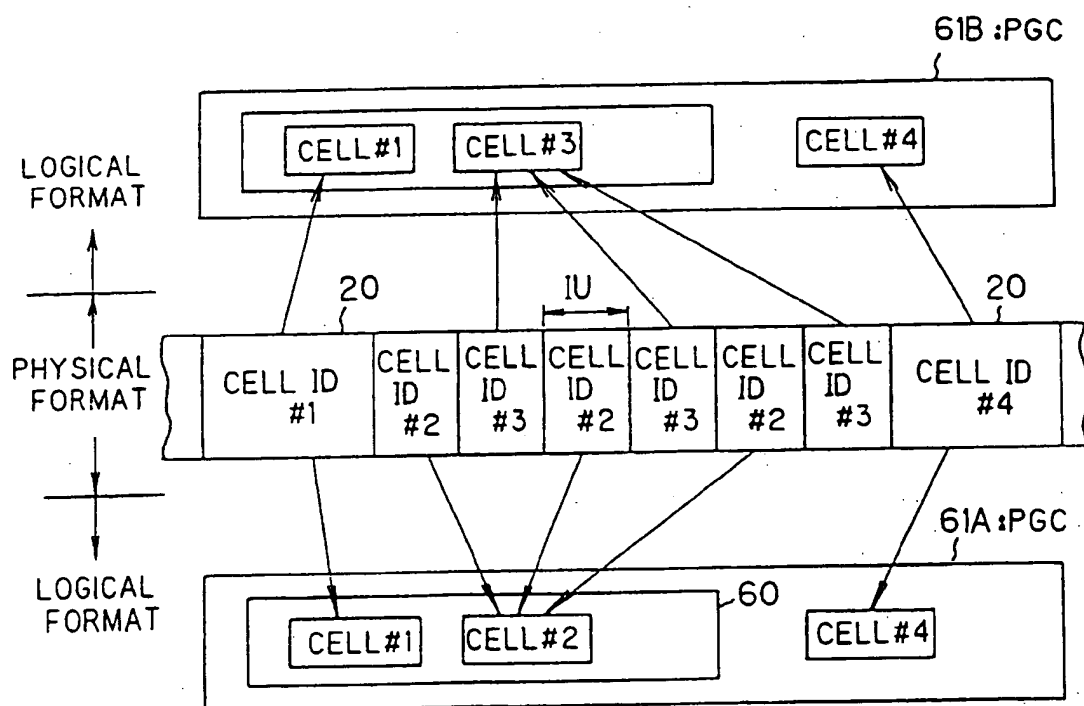 61B :PGC
CELL#1
CELL#3
CELL#4
LOGICAL
FORMAT
20
IU
20
PHYSICAL
FORMAT
CELL ID
#1
CELL
ID
#2
CELL
ID
#3
CELL
ID
#2
CELL
ID
#3
CELL
ID
#2
CELL
ID
#3
CELL ID
#4
61A :PGC
LOGICAL
FORMAT
60
CELL#1
CELL#2
CELL#4